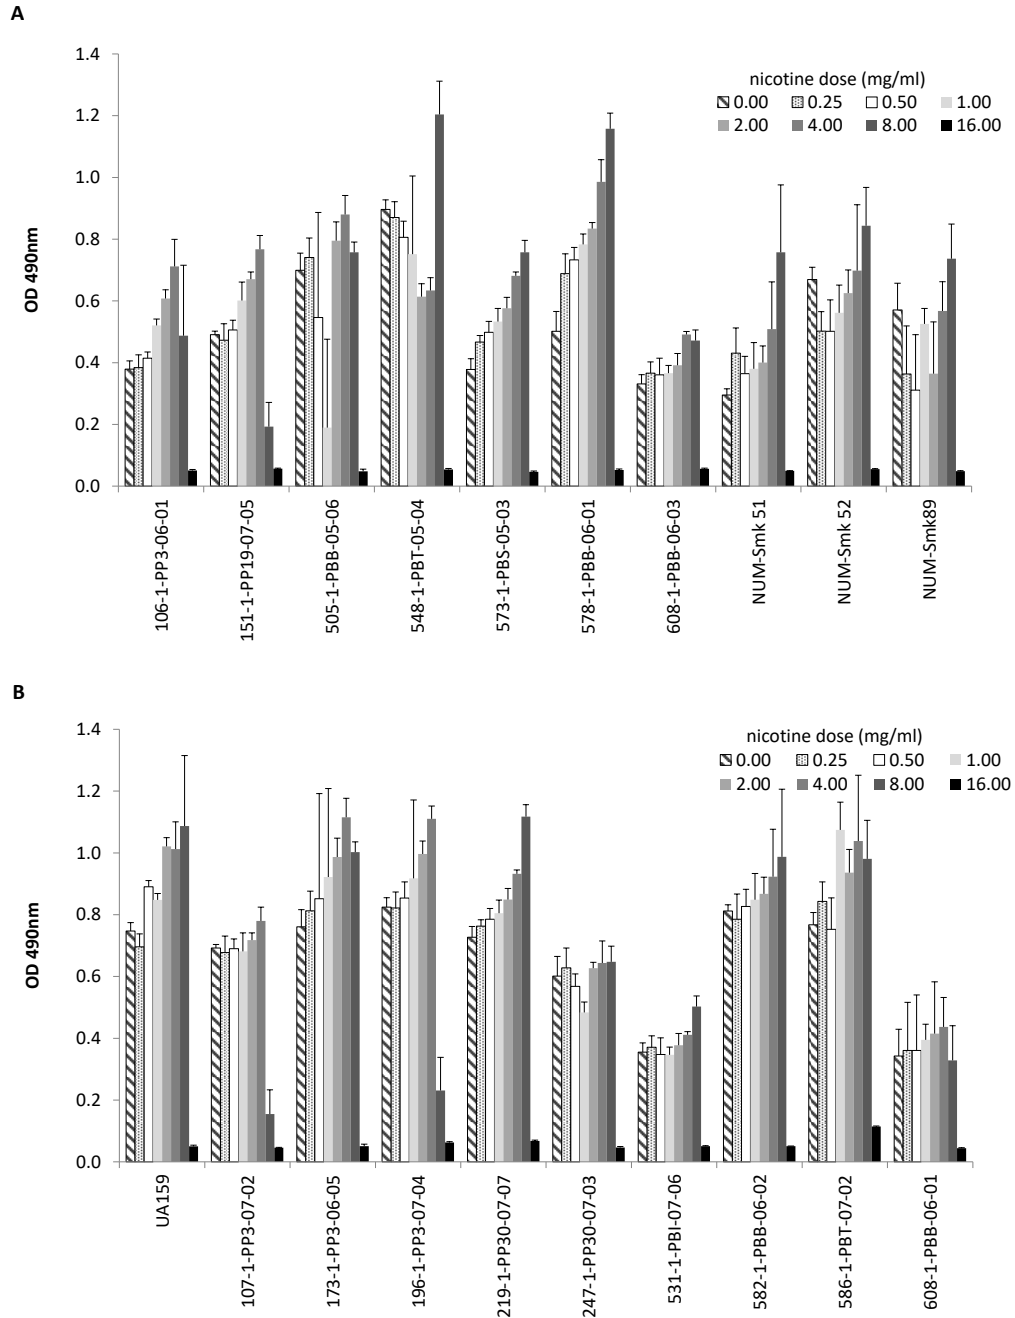 A
1.4
1.2
1.0
0.8
0.6
0.4
0.2
0.0
OD 490nm
nicotine dose (mg/ml)
0.00 0.25 0.50 1.00
2.00 4.00 8.00 16.00
106-1-PP3-06-01
151-1-PP19-07-05
505-1-PBB-05-06
548-1-PBT-05-04
573-1-PBS-05-03
578-1-PBB-06-01
608-1-PBB-06-03
NUM-Smk 51
NUM-Smk 52
NUM-Smk89
B
1.4
1.2
1.0
0.8
0.6
0.4
0.2
0.0
OD 490nm
nicotine dose (mg/ml)
0.00 0.25 0.50 1.00
2.00 4.00 8.00 16.00
UA159
107-1-PP3-07-02
173-1-PP3-06-05
196-1-PP3-07-04
219-1-PP30-07-07
247-1-PP30-07-03
531-1-PBI-07-06
582-1-PBB-06-02
586-1-PBT-07-02
608-1-PBB-06-01